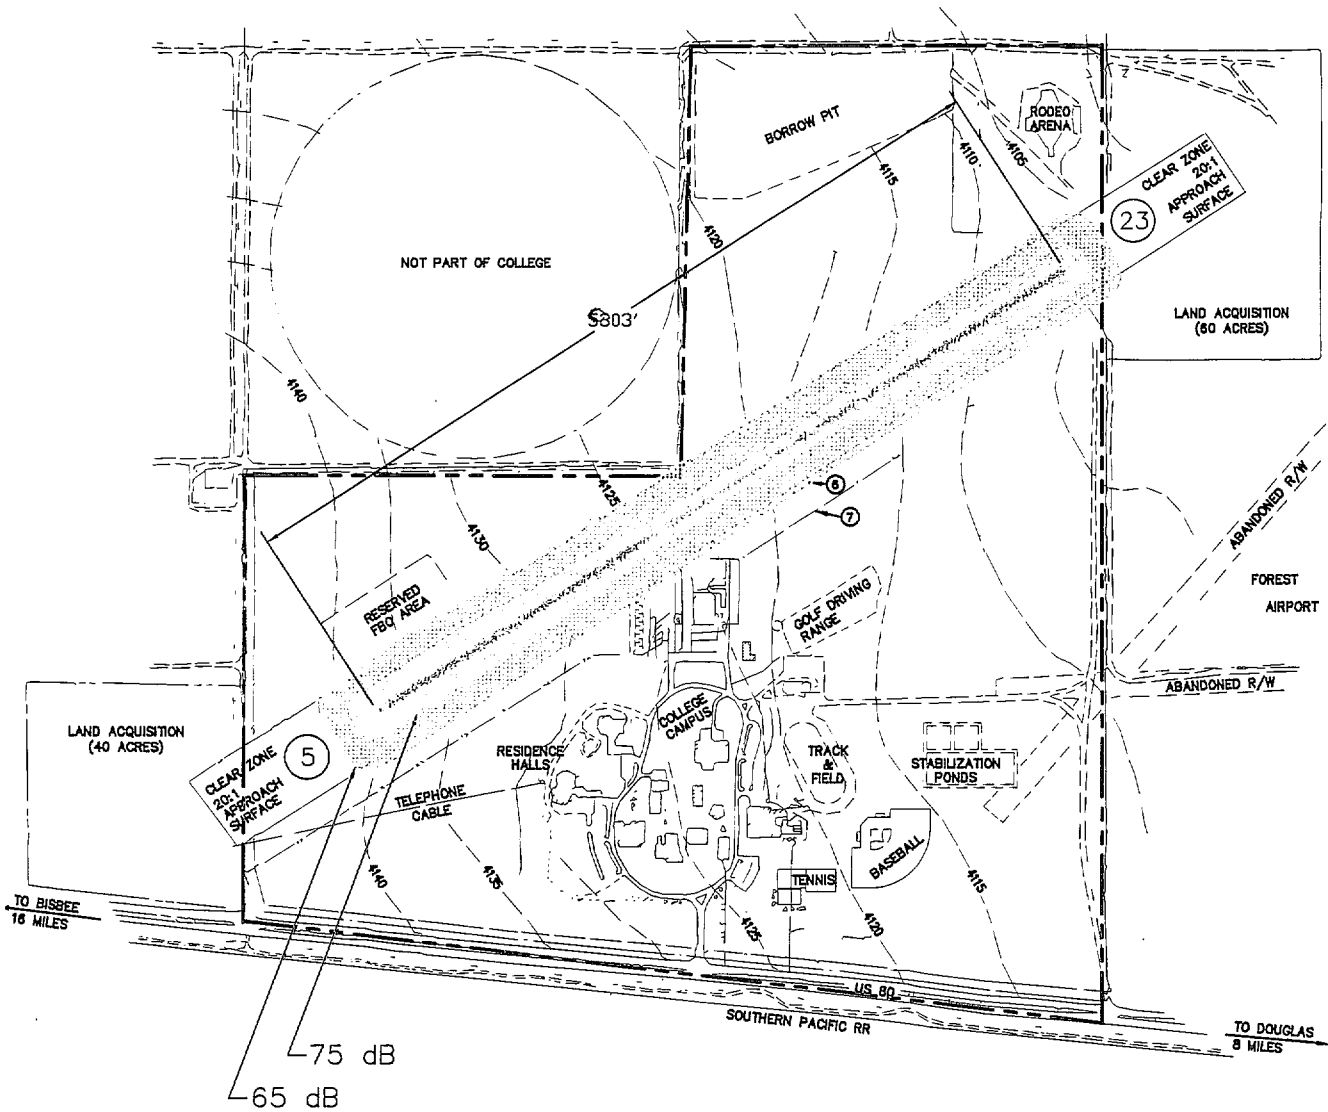 BORROW PIT
RODEO
ARENA
4115
4110
4105
CLEAR ZONE
20:1
APPROACH
SURFACE
23
4120
NOT PART OF COLLEGE
LAND ACQUISITION
(60 ACRES)
4140
4125
4130
6
7
ABANDONED R/W
RESERVED
FBO AREA
GOLF DRIVING
RANGE
FOREST
AIRPORT
ABANDONED R/W
LAND ACQUISITION
(40 ACRES)
5
CLEAR ZONE
20:1
APPROACH
SURFACE
RESIDENCE
HALLS
COLLEGE
CAMPUS
TRACK
&
FIELD
STABILIZATION
PONDS
TELEPHONE
CABLE
BASEBALL
TENNIS
4140
4135
4125
4120
4115
TO BISBEE
16 MILES
US 80
SOUTHERN PACIFIC RR
TO DOUGLAS
8 MILES
75 dB
65 dB